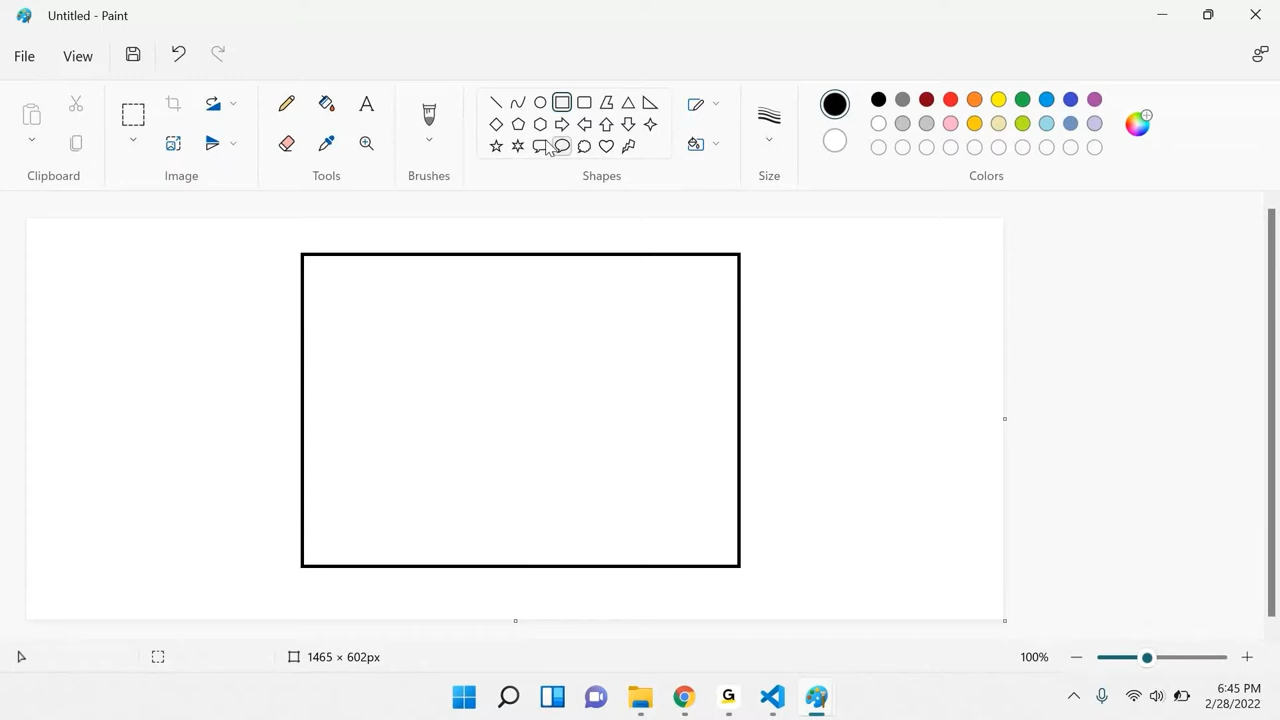 Untitled - Paint
File View
Clipboard Image Tools Brushes Shapes Size Colors
1465 × 602px 100%
6:45 PM
2/28/2022